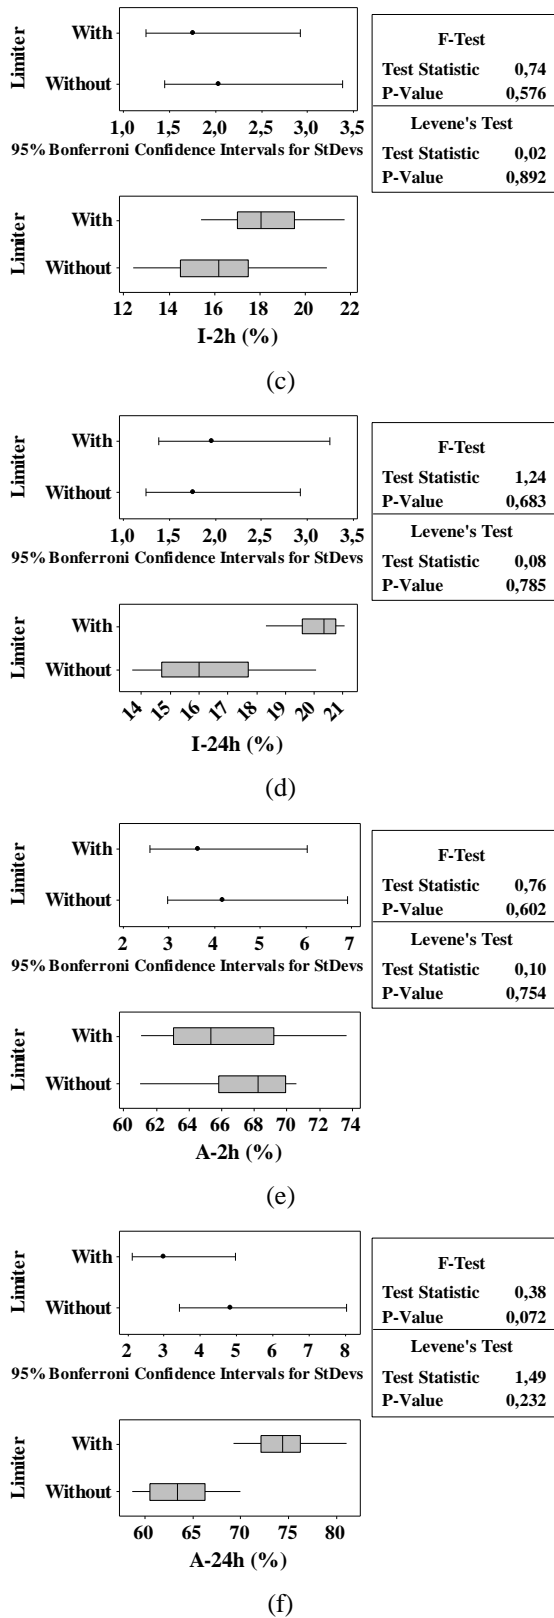 Limiter
With
Without
1,0 1,5 2,0 2,5 3,0 3,5
95% Bonferroni Confidence Intervals for StDevs
F-Test
Test Statistic 0,74
P-Value 0,576
Levene's Test
Test Statistic 0,02
P-Value 0,892
Limiter
With
Without
12 14 16 18 20 22
I-2h (%)
(c)
Limiter
With
Without
1,0 1,5 2,0 2,5 3,0 3,5
95% Bonferroni Confidence Intervals for StDevs
F-Test
Test Statistic 1,24
P-Value 0,683
Levene's Test
Test Statistic 0,08
P-Value 0,785
Limiter
With
Without
14 15 16 17 18 19 20 21
I-24h (%)
(d)
Limiter
With
Without
2 3 4 5 6 7
95% Bonferroni Confidence Intervals for StDevs
F-Test
Test Statistic 0,76
P-Value 0,602
Levene's Test
Test Statistic 0,10
P-Value 0,754
Limiter
With
Without
60 62 64 66 68 70 72 74
A-2h (%)
(e)
Limiter
With
Without
2 3 4 5 6 7 8
95% Bonferroni Confidence Intervals for StDevs
F-Test
Test Statistic 0,38
P-Value 0,072
Levene's Test
Test Statistic 1,49
P-Value 0,232
Limiter
With
Without
60 65 70 75 80
A-24h (%)
(f)